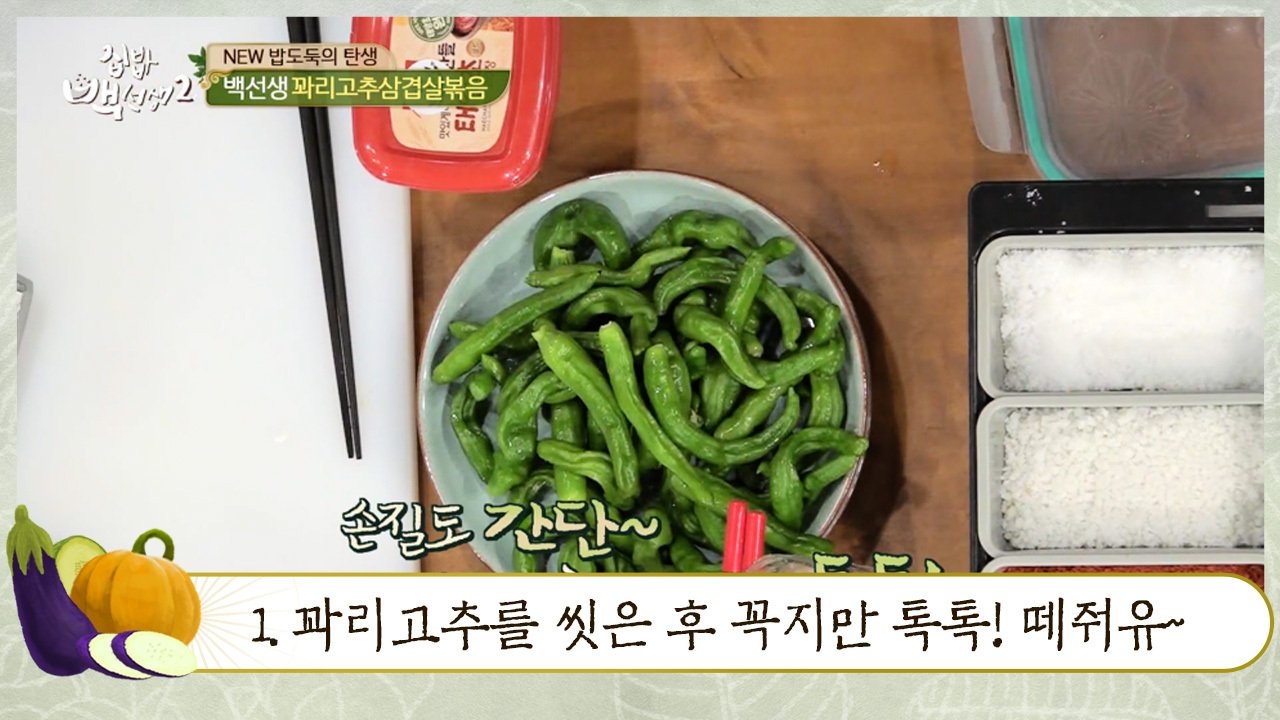 집밥
백선생2
NEW 밥도둑의 탄생
백선생 꽈리고추삼겹살볶음
손질도 간단~
1. 꽈리고추를 씻은 후 꼭지만 톡톡! 떼줘유~